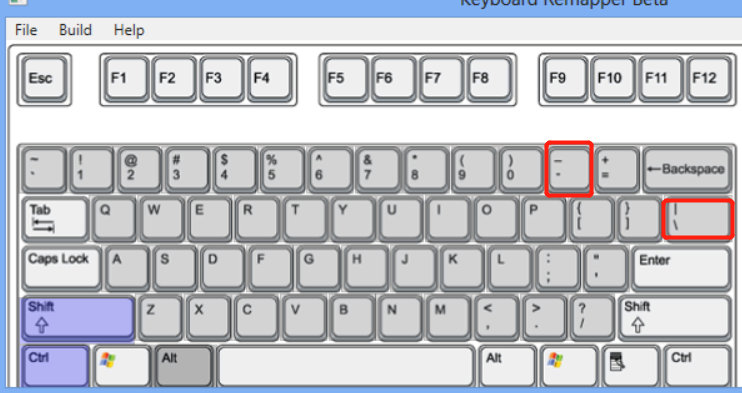 Keyboard Remapper Beta
File Build Help
Esc F1 F2 F3 F4 F5 F6 F7 F8 F9 F10 F11 F12
~ ! @ # $ % ^ & * ( ) _ +
` 1 2 3 4 5 6 7 8 9 0 - = ←Backspace
Tab Q W E R T Y U I O P { } |
[ ] \
Caps Lock A S D F G H J K L : " Enter
; '
Shift Z X C V B N M < > ? Shift
, . /
Ctrl Alt Alt Ctrl